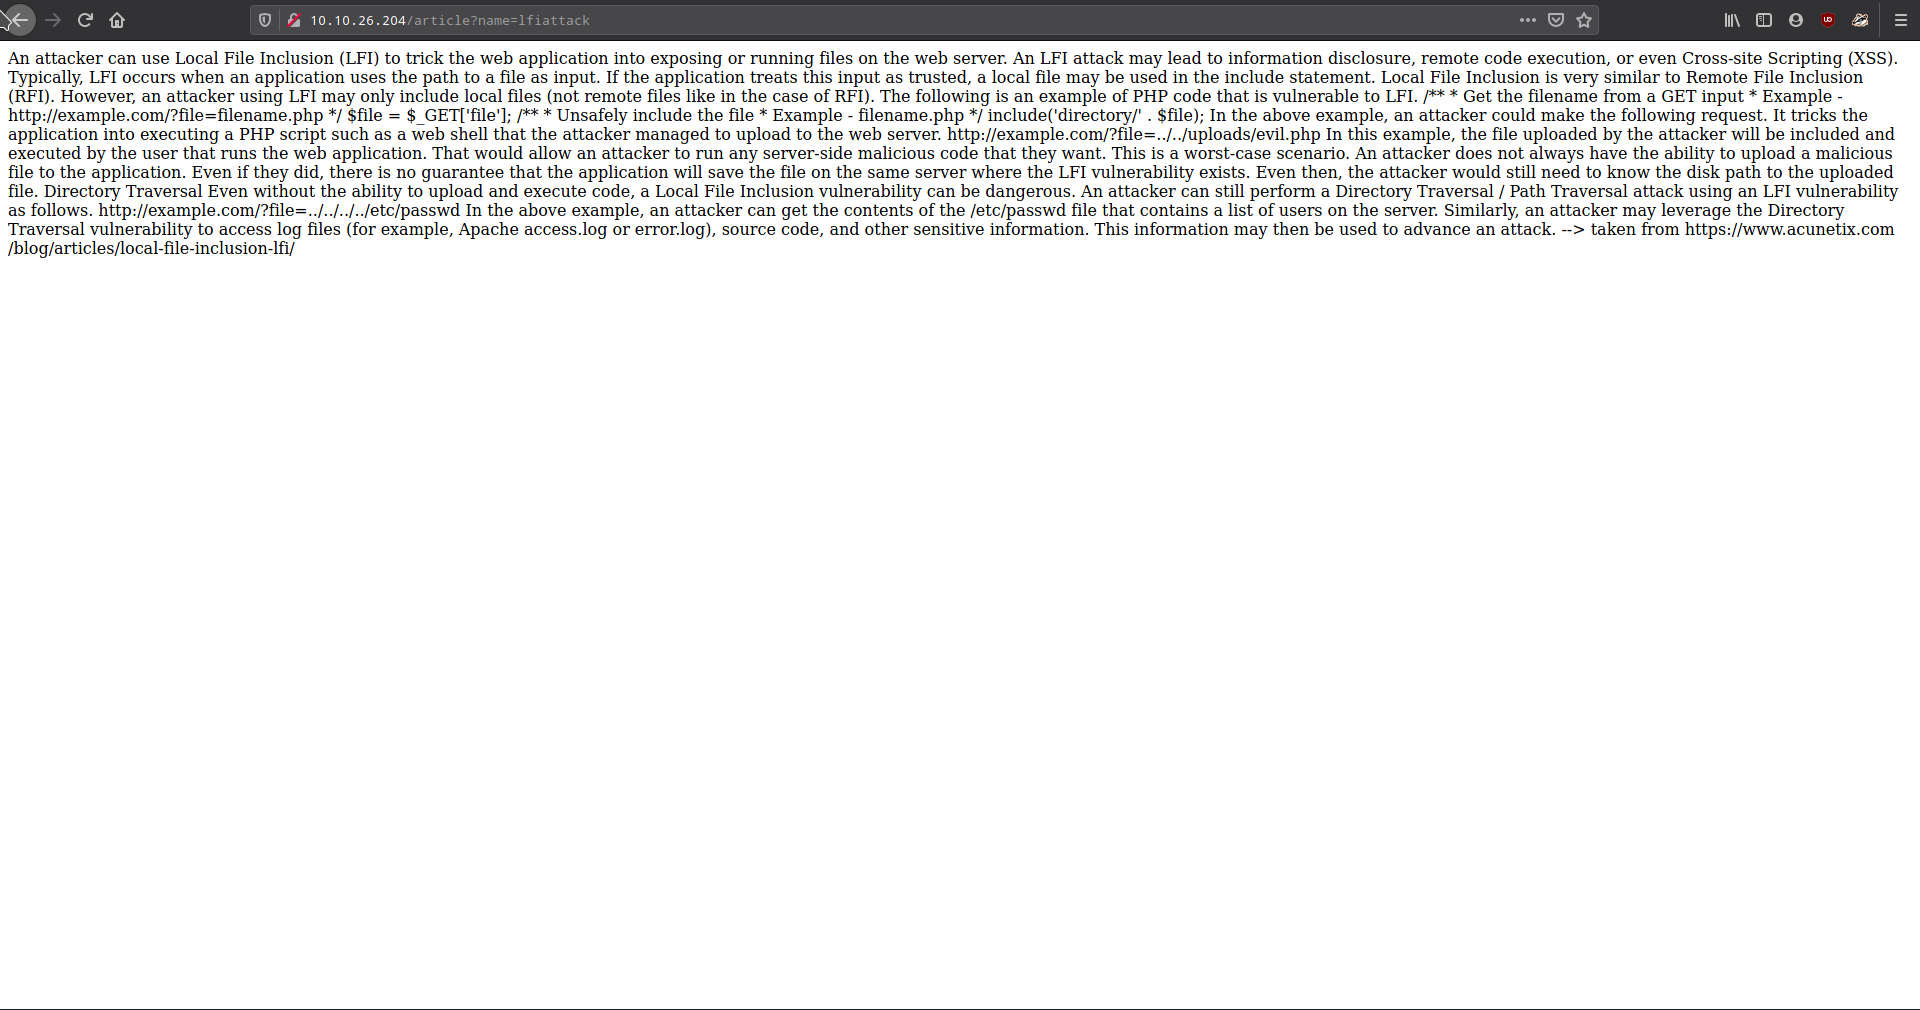 10.10.26.204/article?name=lfiattack
An attacker can use Local File Inclusion (LFI) to trick the web application into exposing or running files on the web server. An LFI attack may lead to information disclosure, remote code execution, or even Cross-site Scripting (XSS).
Typically, LFI occurs when an application uses the path to a file as input. If the application treats this input as trusted, a local file may be used in the include statement. Local File Inclusion is very similar to Remote File Inclusion
(RFI). However, an attacker using LFI may only include local files (not remote files like in the case of RFI). The following is an example of PHP code that is vulnerable to LFI. /** * Get the filename from a GET input * Example -
http://example.com/?file=filename.php */ $file = $_GET['file']; /** * Unsafely include the file * Example - filename.php */ include('directory/' . $file); In the above example, an attacker could make the following request. It tricks the
application into executing a PHP script such as a web shell that the attacker managed to upload to the web server. http://example.com/?file=../../uploads/evil.php In this example, the file uploaded by the attacker will be included and
executed by the user that runs the web application. That would allow an attacker to run any server-side malicious code that they want. This is a worst-case scenario. An attacker does not always have the ability to upload a malicious
file to the application. Even if they did, there is no guarantee that the application will save the file on the same server where the LFI vulnerability exists. Even then, the attacker would still need to know the disk path to the uploaded
file. Directory Traversal Even without the ability to upload and execute code, a Local File Inclusion vulnerability can be dangerous. An attacker can still perform a Directory Traversal / Path Traversal attack using an LFI vulnerability
as follows. http://example.com/?file=../../../../etc/passwd In the above example, an attacker can get the contents of the /etc/passwd file that contains a list of users on the server. Similarly, an attacker may leverage the Directory
Traversal vulnerability to access log files (for example, Apache access.log or error.log), source code, and other sensitive information. This information may then be used to advance an attack. --> taken from https://www.acunetix.com
/blog/articles/local-file-inclusion-lfi/